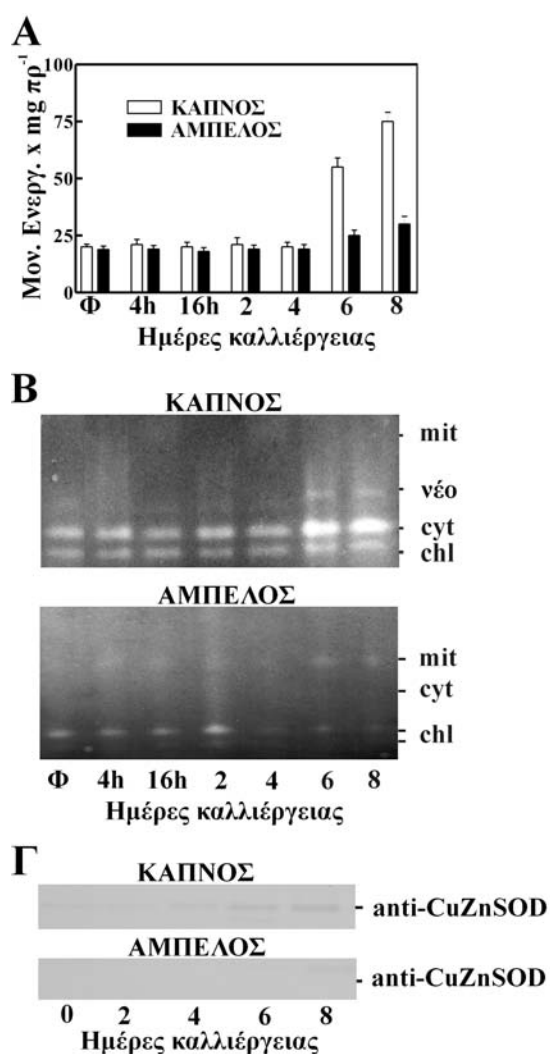 Α
Μον. Ενεργ. x mg πρ⁻¹
100
75
50
25
0
ΚΑΠΝΟΣ
ΑΜΠΕΛΟΣ
Φ 4h 16h 2 4 6 8
Ημέρες καλλιέργειας
Β
ΚΑΠΝΟΣ
mit
νέο
cyt
chl
ΑΜΠΕΛΟΣ
mit
cyt
chl
Φ 4h 16h 2 4 6 8
Ημέρες καλλιέργειας
Γ
ΚΑΠΝΟΣ
anti-CuZnSOD
ΑΜΠΕΛΟΣ
anti-CuZnSOD
0 2 4 6 8
Ημέρες καλλιέργειας